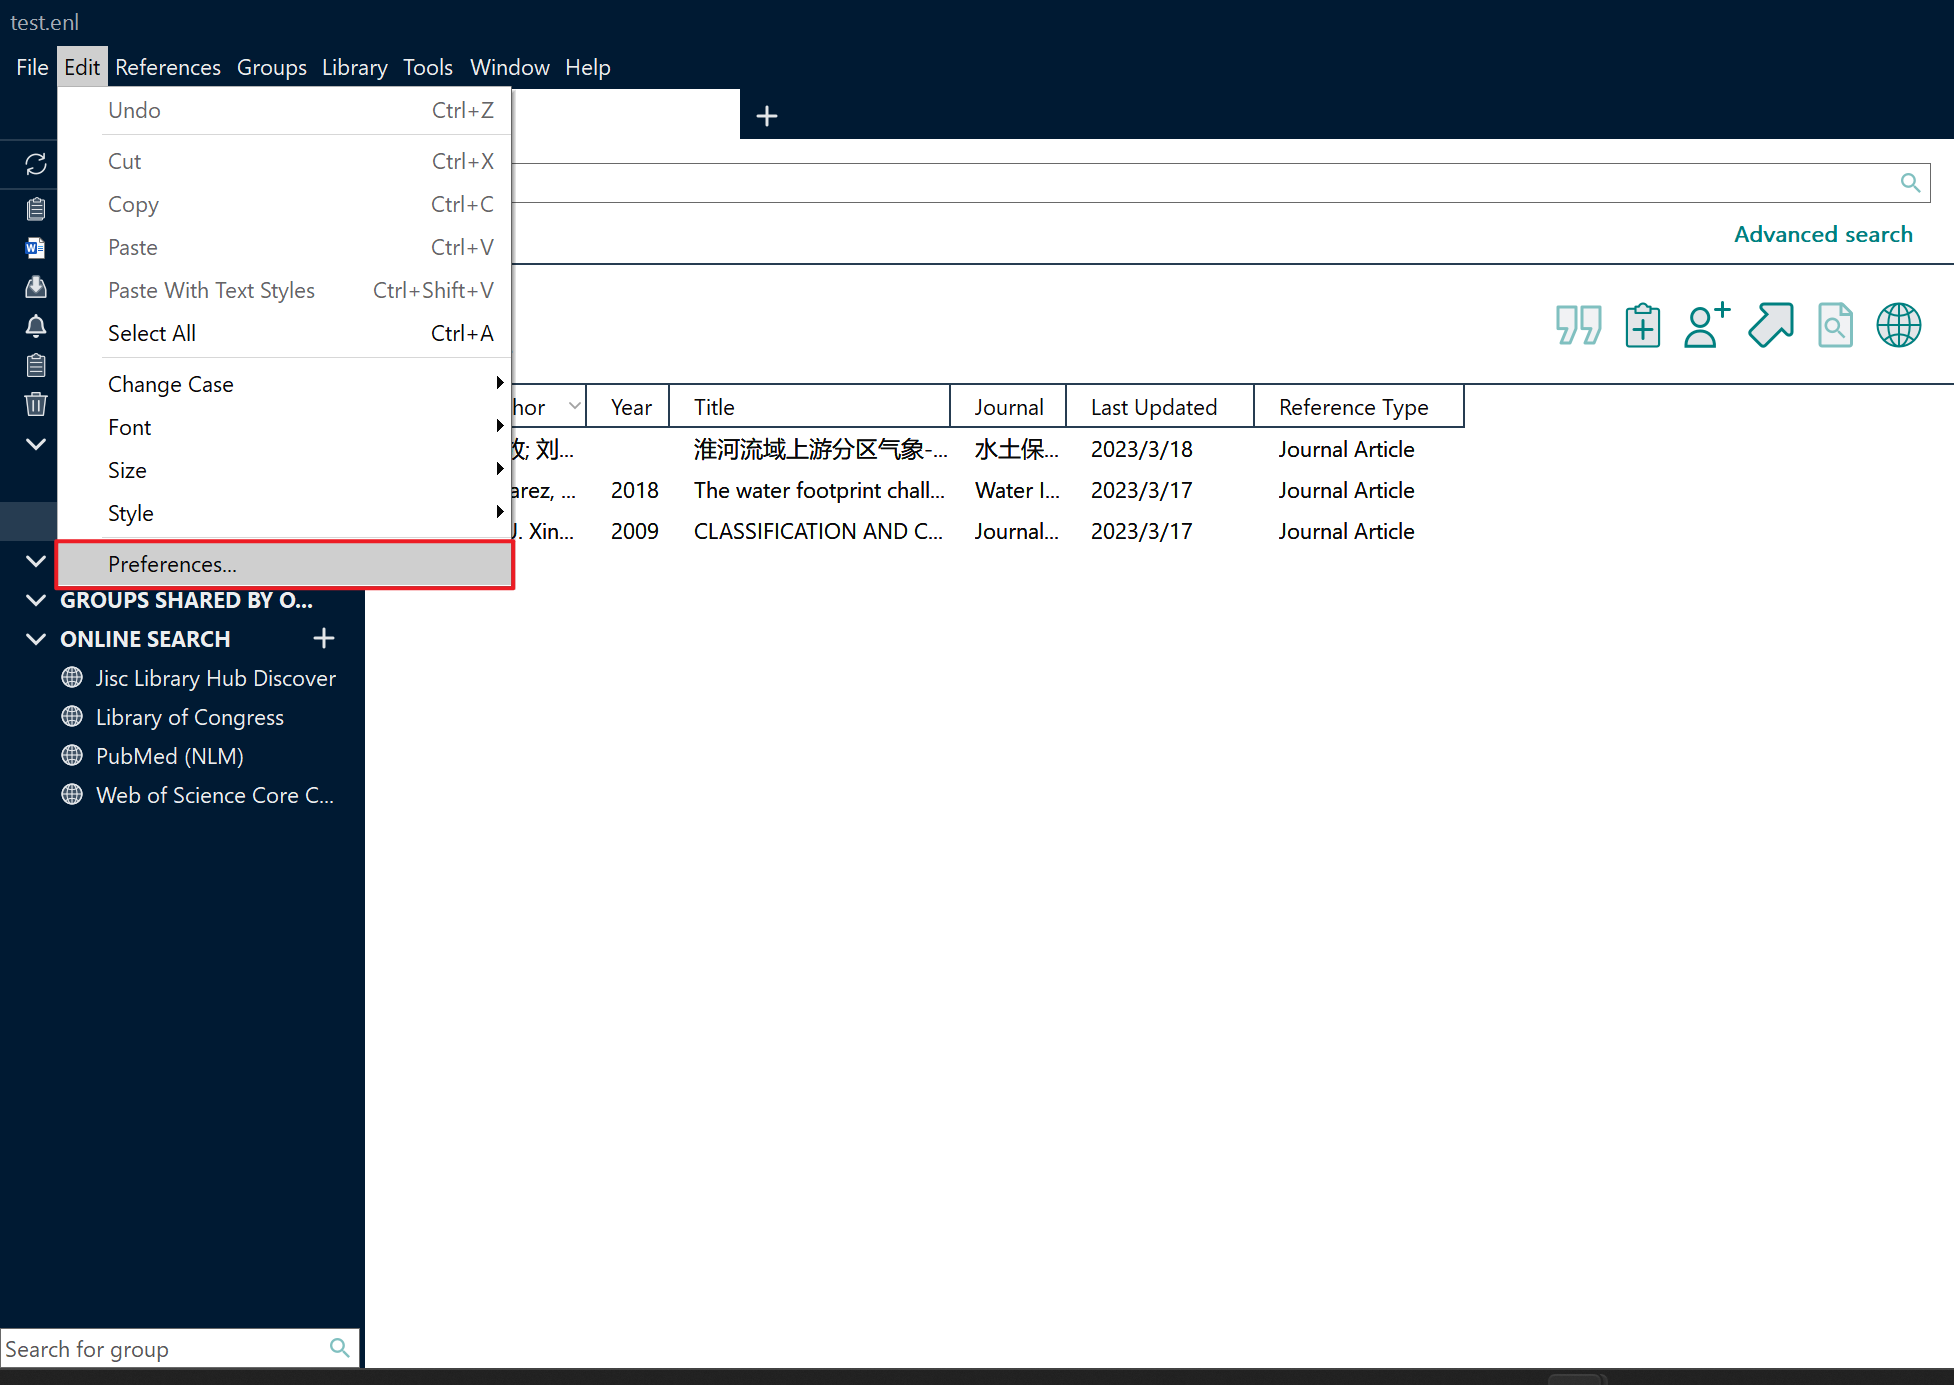 test.enl
File Edit References Groups Library Tools Window Help
Undo Ctrl+Z
Cut Ctrl+X
Copy Ctrl+C
Paste Ctrl+V
Paste With Text Styles Ctrl+Shift+V
Select All Ctrl+A
Change Case
Font
Size
Style
Preferences...
Advanced search
hor Year Title Journal Last Updated Reference Type
刘... 淮河流域上游分区气象-... 水土保... 2023/3/18 Journal Article
arez, ... 2018 The water footprint chall... Water I... 2023/3/17 Journal Article
J. Xin... 2009 CLASSIFICATION AND C... Journal... 2023/3/17 Journal Article
GROUPS SHARED BY O...
ONLINE SEARCH
Jisc Library Hub Discover
Library of Congress
PubMed (NLM)
Web of Science Core C...
Search for group